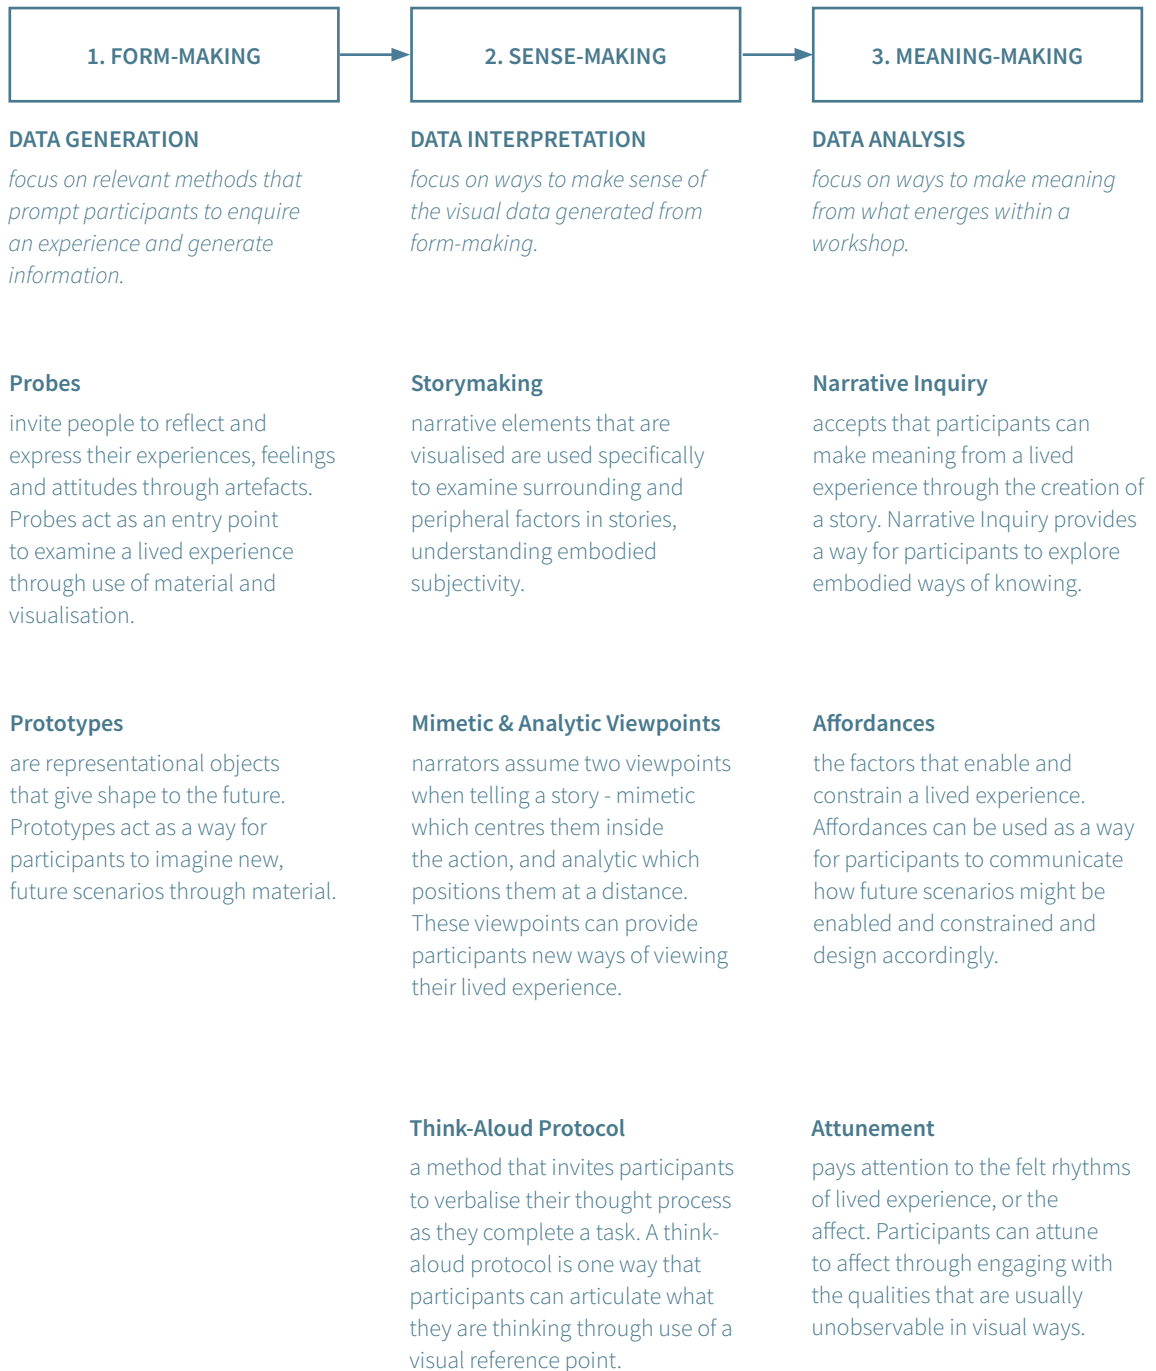 1. FORM-MAKING
2. SENSE-MAKING
3. MEANING-MAKING
DATA GENERATION
focus on relevant methods that
prompt participants to enquire
an experience and generate
information.
DATA INTERPRETATION
focus on ways to make sense of
the visual data generated from
form-making.
DATA ANALYSIS
focus on ways to make meaning
from what energes within a
workshop.
Probes
invite people to reflect and
express their experiences, feelings
and attitudes through artefacts.
Probes act as an entry point
to examine a lived experience
through use of material and
visualisation.
Storymaking
narrative elements that are
visualised are used specifically
to examine surrounding and
peripheral factors in stories,
understanding embodied
subjectivity.
Narrative Inquiry
accepts that participants can
make meaning from a lived
experience through the creation of
a story. Narrative Inquiry provides
a way for participants to explore
embodied ways of knowing.
Prototypes
are representational objects
that give shape to the future.
Prototypes act as a way for
participants to imagine new,
future scenarios through material.
Mimetic & Analytic Viewpoints
narrators assume two viewpoints
when telling a story - mimetic
which centres them inside
the action, and analytic which
positions them at a distance.
These viewpoints can provide
participants new ways of viewing
their lived experience.
Affordances
the factors that enable and
constrain a lived experience.
Affordances can be used as a way
for participants to communicate
how future scenarios might be
enabled and constrained and
design accordingly.
Think-Aloud Protocol
a method that invites participants
to verbalise their thought process
as they complete a task. A think-
aloud protocol is one way that
participants can articulate what
they are thinking through use of a
visual reference point.
Attunement
pays attention to the felt rhythms
of lived experience, or the
affect. Participants can attune
to affect through engaging with
the qualities that are usually
unobservable in visual ways.